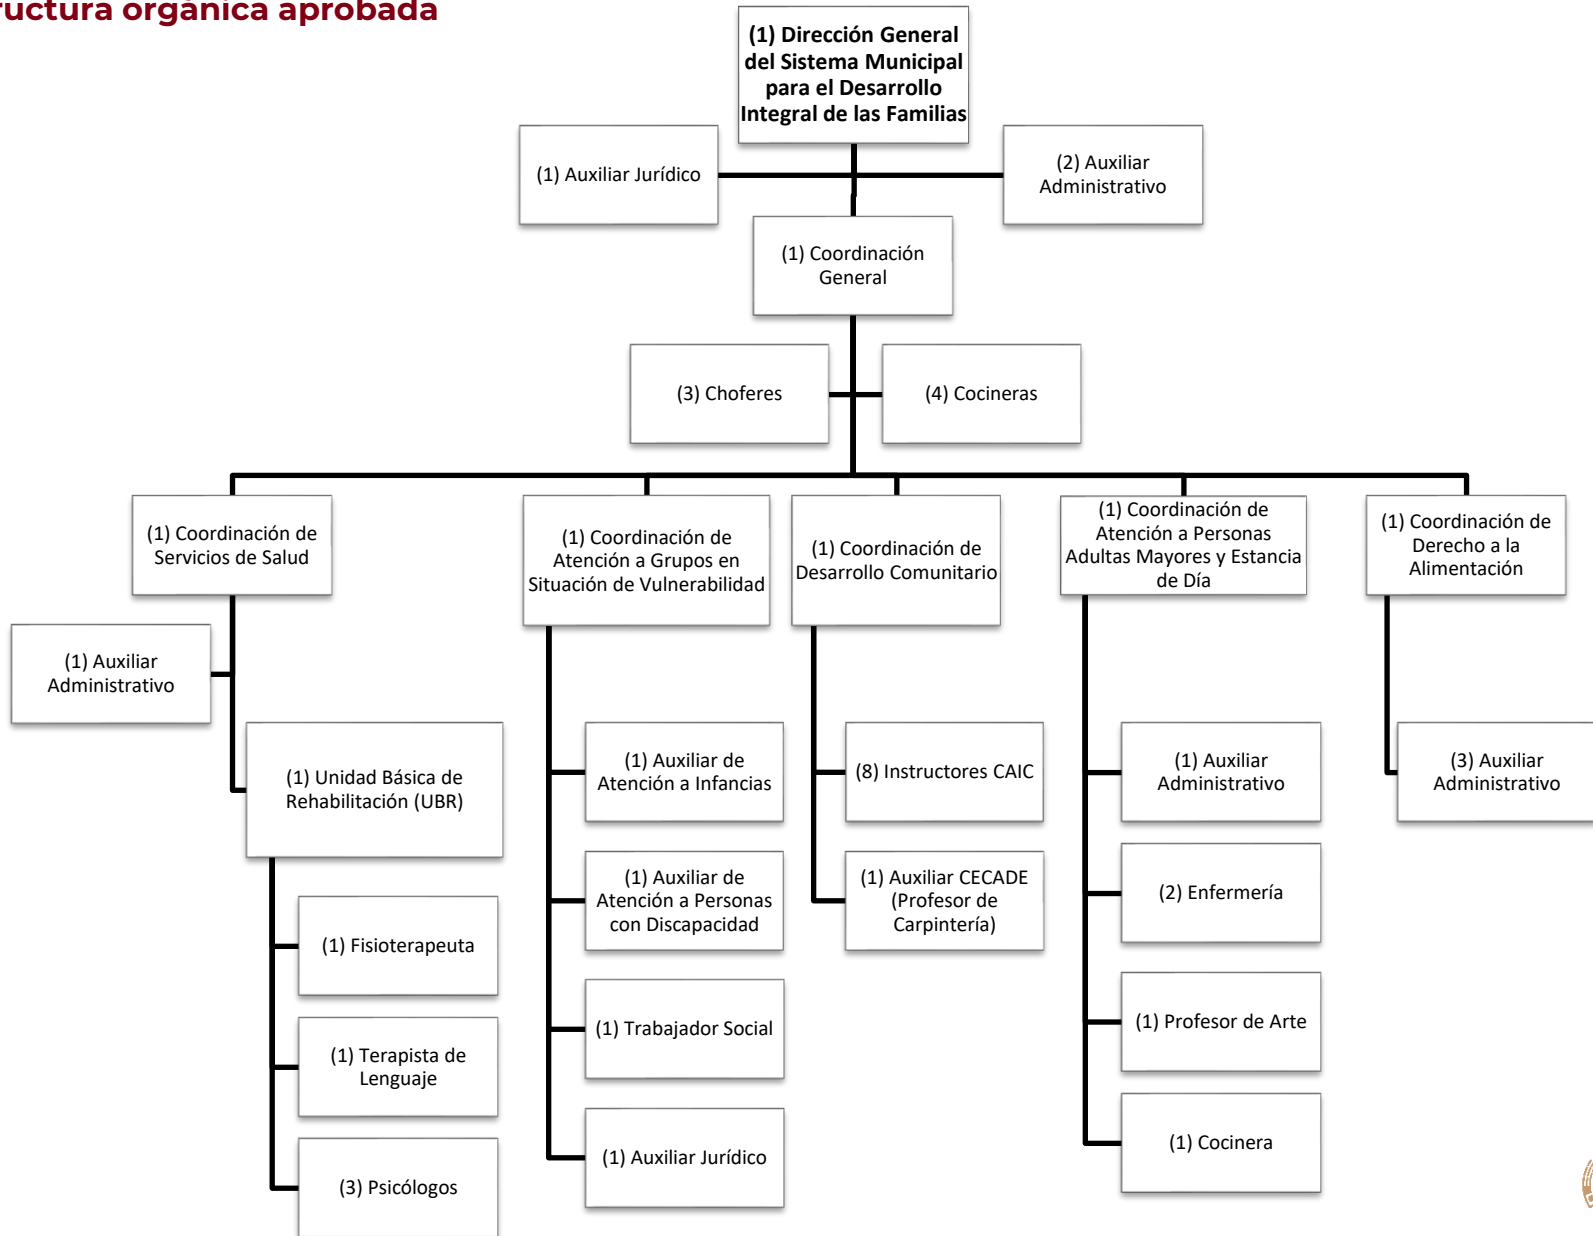 ructura orgánica aprobada
(1) Dirección General
del Sistema Municipal
para el Desarrollo
Integral de las Familias
(1) Auxiliar Jurídico
(2) Auxiliar
Administrativo
(1) Coordinación
General
(3) Choferes
(4) Cocineras
(1) Coordinación de
Servicios de Salud
(1) Coordinación de
Atención a Grupos en
Situación de Vulnerabilidad
(1) Coordinación de
Desarrollo Comunitario
(1) Coordinación de
Atención a Personas
Adultas Mayores y Estancia
de Día
(1) Coordinación de
Derecho a la
Alimentación
(1) Auxiliar
Administrativo
(1) Unidad Básica de
Rehabilitación (UBR)
(1) Fisioterapeuta
(1) Terapista de
Lenguaje
(3) Psicólogos
(1) Auxiliar de
Atención a Infancias
(1) Auxiliar de
Atención a Personas
con Discapacidad
(1) Trabajador Social
(1) Auxiliar Jurídico
(8) Instructores CAIC
(1) Auxiliar CECADE
(Profesor de
Carpintería)
(1) Auxiliar
Administrativo
(2) Enfermería
(1) Profesor de Arte
(1) Cocinera
(3) Auxiliar
Administrativo